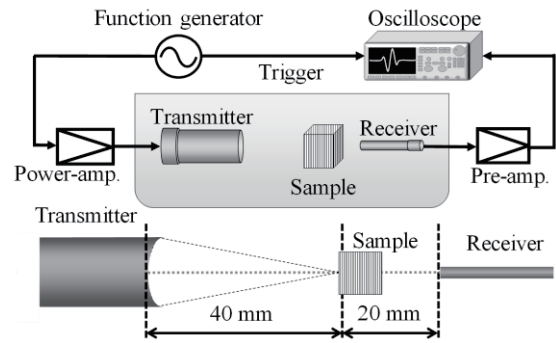 Function generator
Oscilloscope
Trigger
Transmitter
Receiver
Power-amp.
Sample
Pre-amp.
Transmitter
Sample
Receiver
40 mm
20 mm